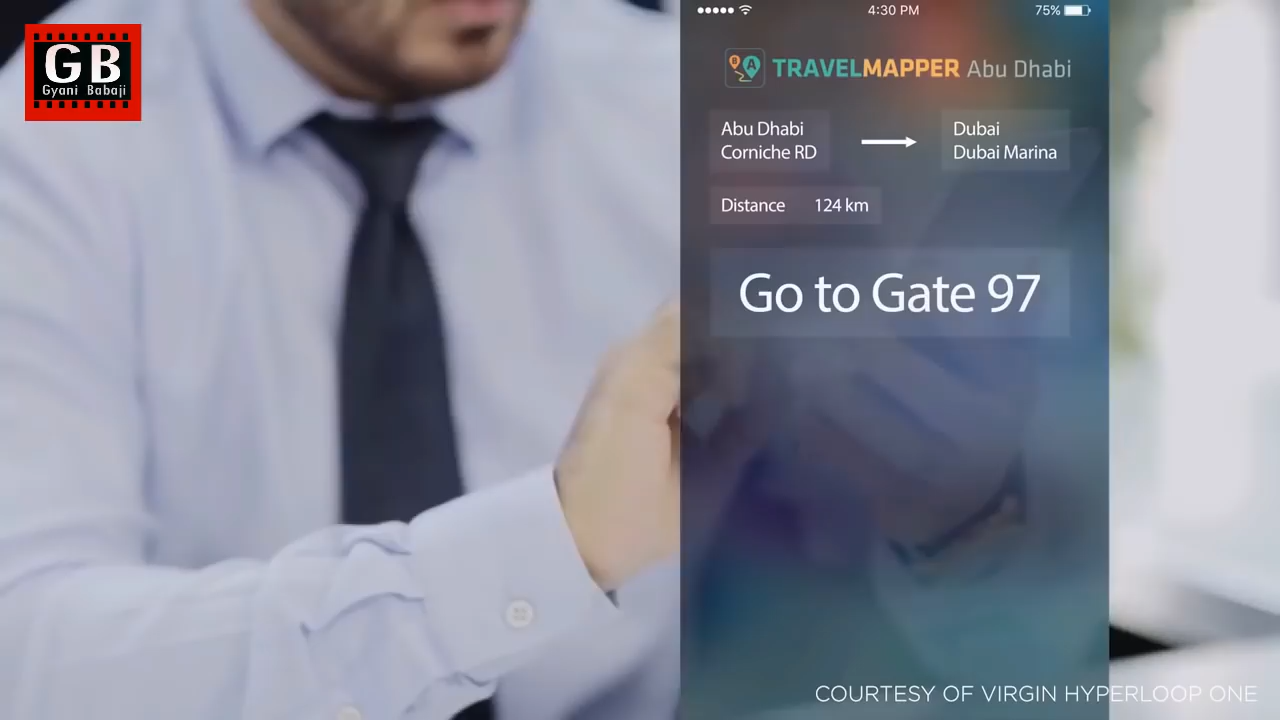 GB
Gyani Babaji
4:30 PM
75%
TRAVELMAPPER Abu Dhabi
Abu Dhabi
Corniche RD
Dubai
Dubai Marina
Distance 124 km
Go to Gate 97
COURTESY OF VIRGIN HYPERLOOP ONE